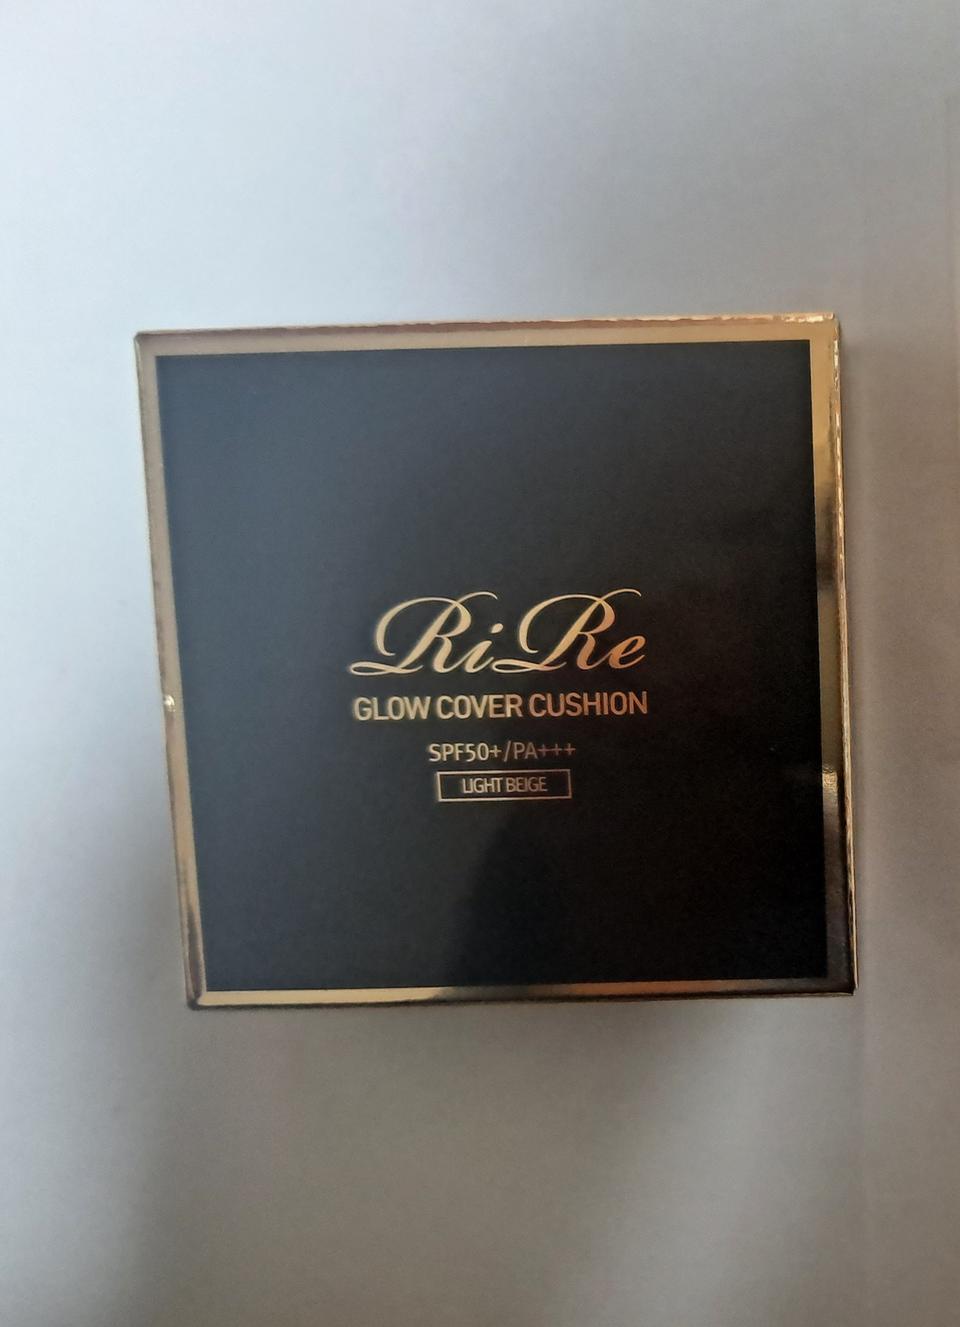 RiRe
GLOW COVER CUSHION
SPF50+/PA+++
LIGHT BEIGE